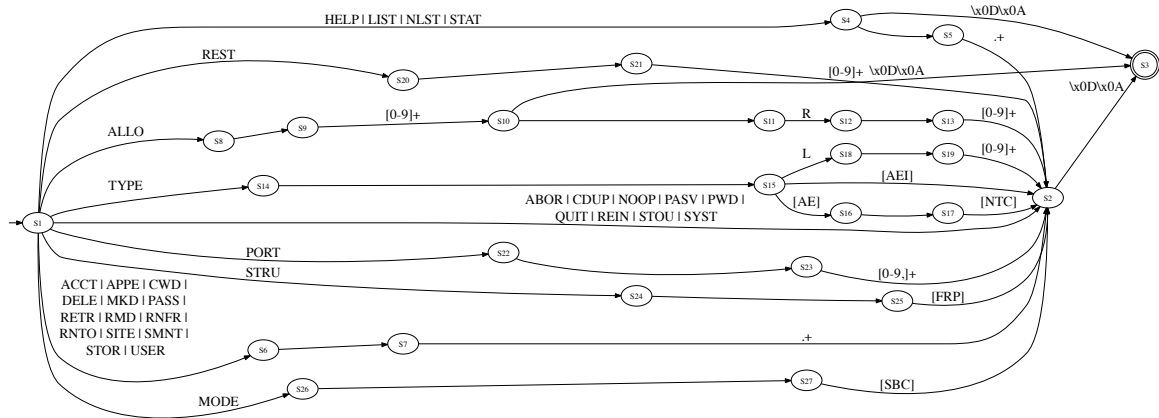 HELP | LIST | NLST | STAT
S4
\x0D\x0A
S5
.+
REST
S20
S21
[0-9]+
\x0D\x0A
S3
\x0D\x0A
ALLO
S8
S9
[0-9]+
S10
S11
R
S12
S13
[0-9]+
L
S18
S19
[0-9]+
TYPE
S14
S15
[AEI]
[AE]
S16
S17
[NTC]
S2
ABOR | CDUP | NOOP | PASV | PWD |
QUIT | REIN | STOU | SYST
S1
PORT
S22
S23
[0-9,]+
STRU
S24
S25
[FRP]
ACCT | APPE | CWD |
DELE | MKD | PASS |
RETR | RMD | RNFR |
RNTO | SITE | SMNT |
STOR | USER
S6
S7
.+
MODE
S26
S27
[SBC]